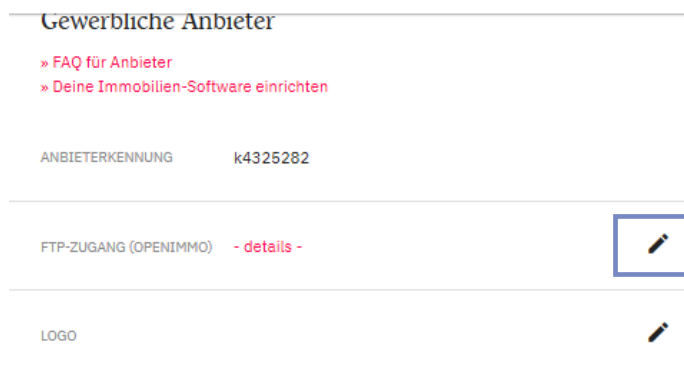 Gewerbliche Anbieter
» FAQ für Anbieter
» Deine Immobilien-Software einrichten
ANBIETERKENNUNG k4325282
FTP-ZUGANG (OPENIMMO) - details -
LOGO